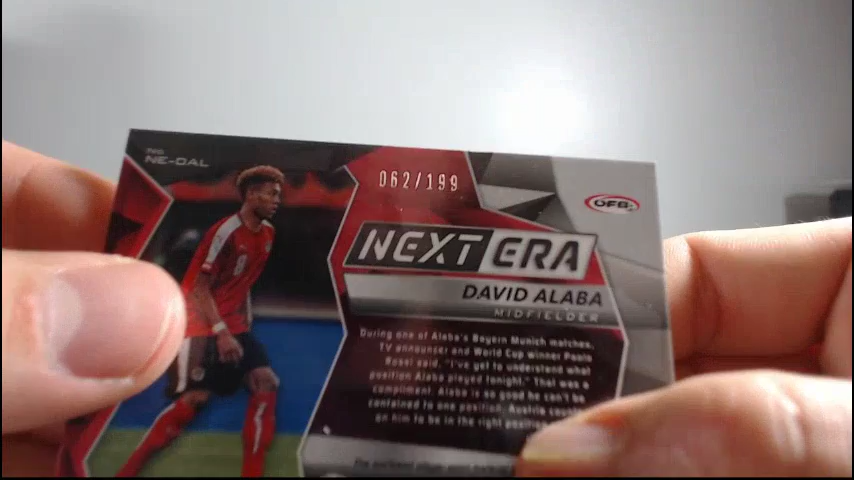 NO. NE-DAL
062/199
ÖFB
NEXT ERA
DAVID ALABA
MIDFIELDER
During one of Alaba's Bayern Munich matches,
TV announcer and World Cup winner Paolo
Rossi said, "I've yet to understand what
position Alaba played tonight." That was a
compliment. Alaba is so good he can't be
contained to one position. Austria
on him to be in the right